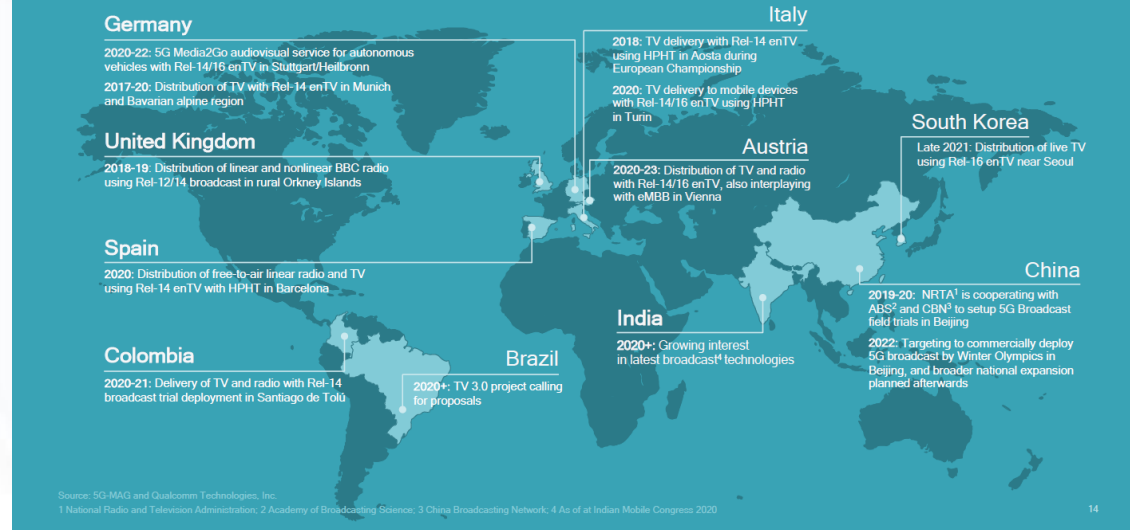 Germany
2020-22: 5G Media2Go audiovisual service for autonomous
vehicles with Rel-14/16 enTV in Stuttgart/Heilbronn
2017-20: Distribution of TV with Rel-14 enTV in Munich
and Bavarian alpine region
United Kingdom
2018-19: Distribution of linear and nonlinear BBC radio
using Rel-12/14 broadcast in rural Orkney Islands
Spain
2020: Distribution of free-to-air linear radio and TV
using Rel-14 enTV with HPHT in Barcelona
Colombia
2020-21: Delivery of TV and radio with Rel-14
broadcast trial deployment in Santiago de Tolú
Brazil
2020+: TV 3.0 project calling
for proposals
Italy
2018: TV delivery with Rel-14 enTV
using HPHT in Aosta during
European Championship
2020: TV delivery to mobile devices
with Rel-14/16 enTV using HPHT
in Turin
Austria
2020-23: Distribution of TV and radio
with Rel-14/16 enTV, also interplaying
with eMBB in Vienna
India
2020+: Growing interest
in latest broadcast4 technologies
South Korea
Late 2021: Distribution of live TV
using Rel-16 enTV near Seoul
China
2019-20: NRTA1 is cooperating with
ABS2 and CBN3 to setup 5G Broadcast
field trials in Beijing
2022: Targeting to commercially deploy
5G broadcast by Winter Olympics in
Beijing, and broader national expansion
planned afterwards
Source: 5G-MAG and Qualcomm Technologies, Inc.
1 National Radio and Television Administration; 2 Academy of Broadcasting Science; 3 China Broadcasting Network; 4 As of at Indian Mobile Congress 2020
14